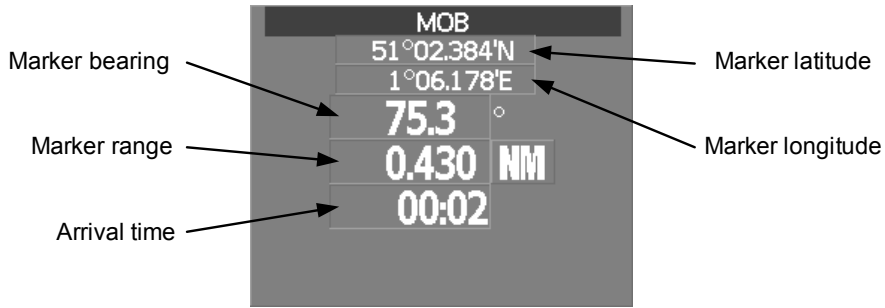 MOB
51°02.384'N
1°06.178'E
75.3 °
0.430 NM
00:02
Marker bearing
Marker range
Arrival time
Marker latitude
Marker longitude